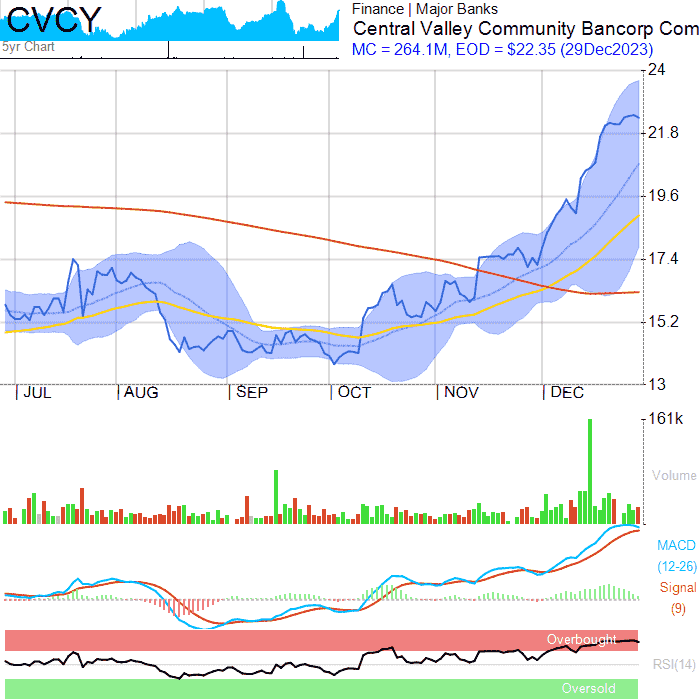 CVCY
5yr Chart
Finance | Major Banks
Central Valley Community Bancorp Com
MC = 264.1M, EOD = $22.35 (29Dec2023)
24
21.8
19.6
17.4
15.2
13
JUL AUG SEP OCT NOV DEC
161k
Volume
MACD
(12-26)
Signal
(9)
Overbought
RSI(14)
Oversold